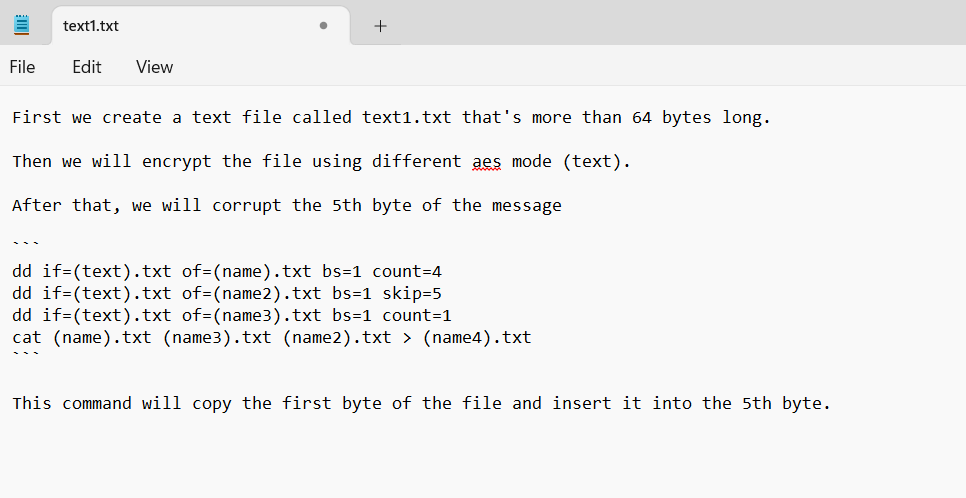 text1.txt
File Edit View
First we create a text file called text1.txt that's more than 64 bytes long.
Then we will encrypt the file using different aes mode (text).
After that, we will corrupt the 5th byte of the message
```
dd if=(text).txt of=(name).txt bs=1 count=4
dd if=(text).txt of=(name2).txt bs=1 skip=5
dd if=(text).txt of=(name3).txt bs=1 count=1
cat (name).txt (name3).txt (name2).txt > (name4).txt
```
This command will copy the first byte of the file and insert it into the 5th byte.